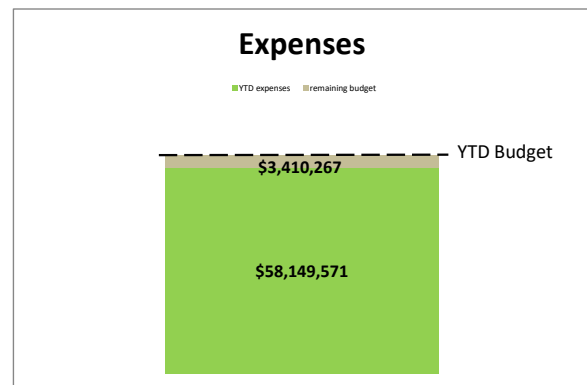 Expenses
YTD expenses remaining budget
YTD Budget
$3,410,267
$58,149,571